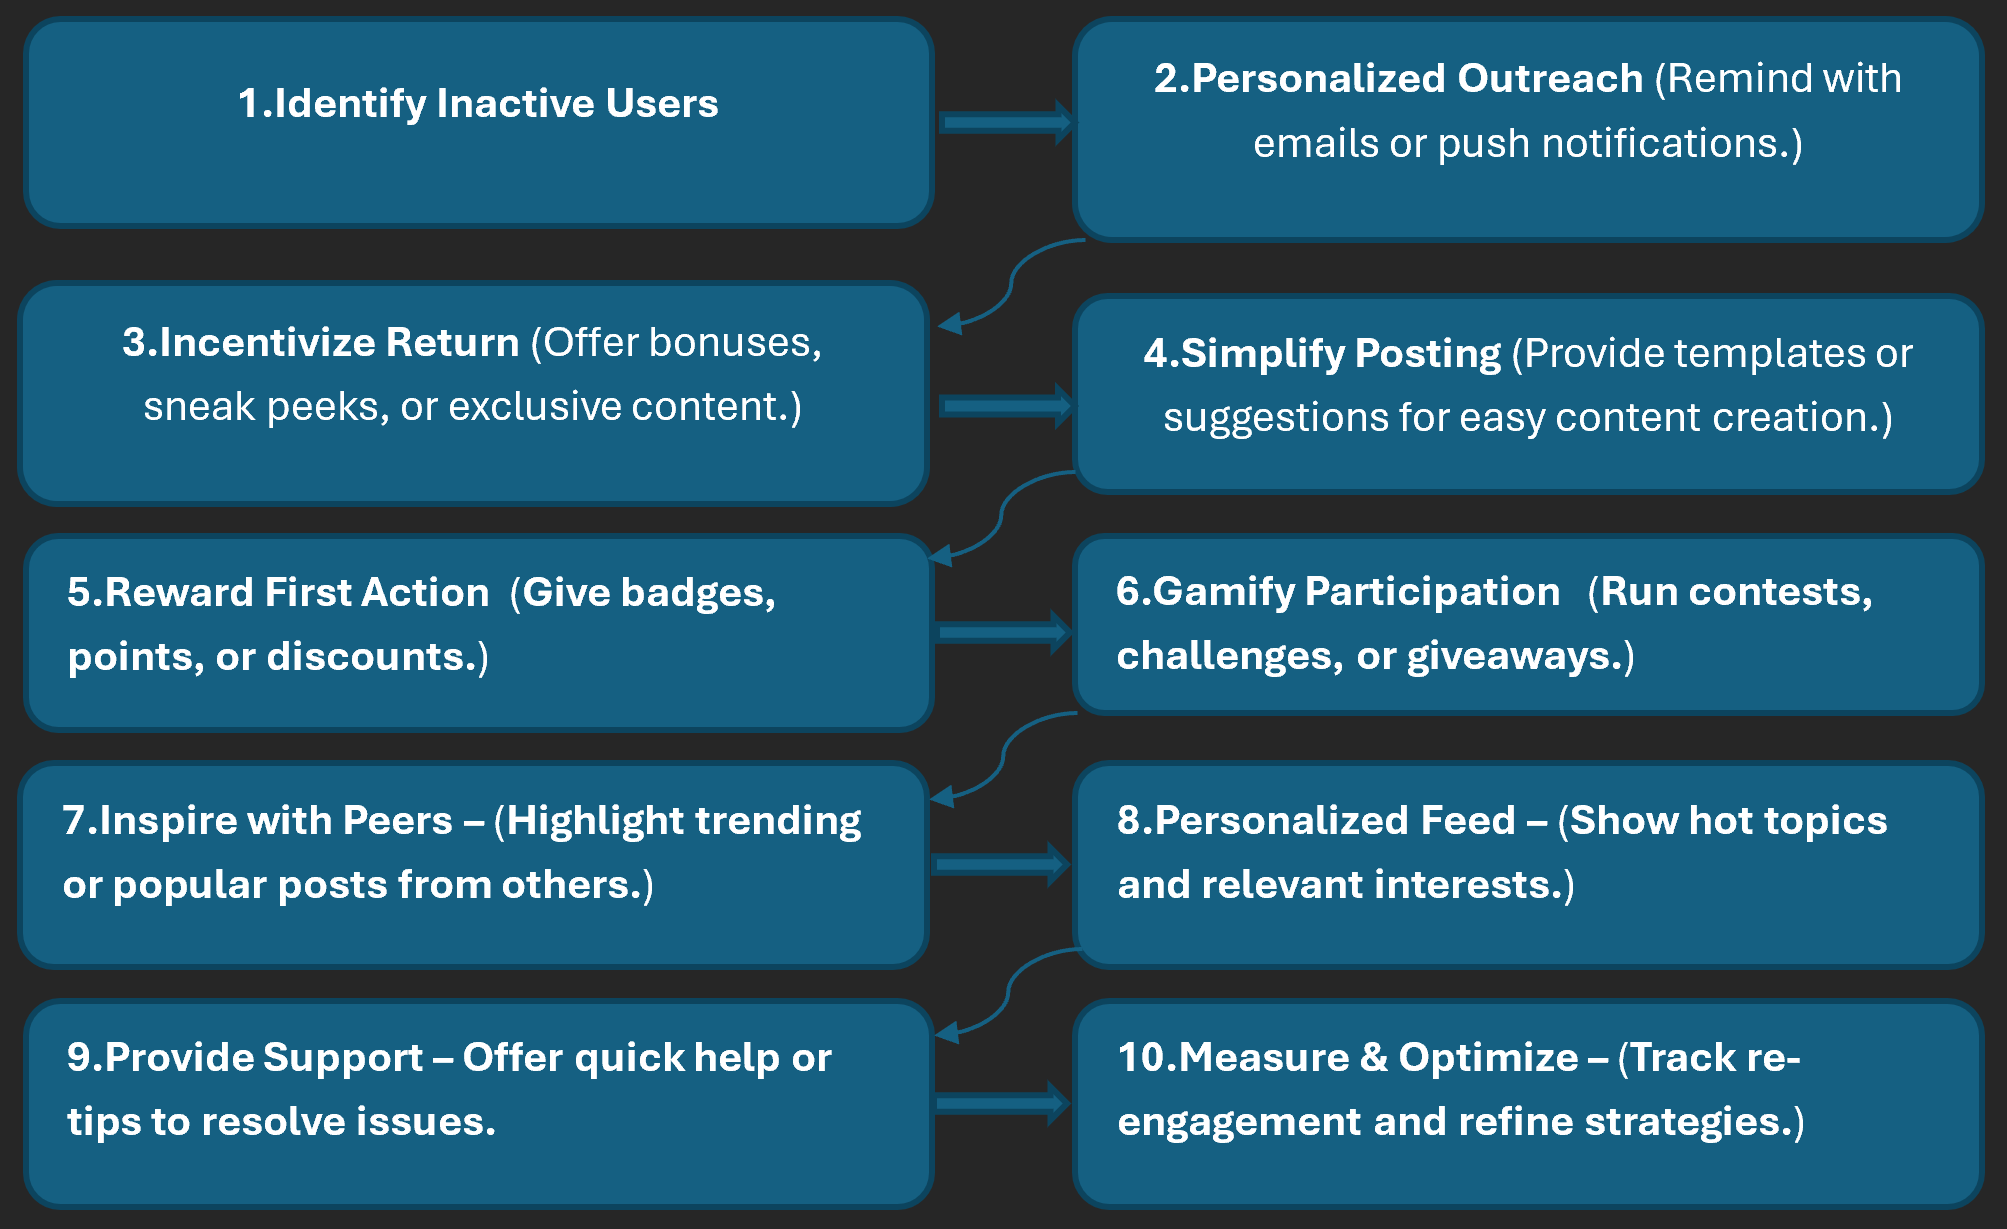 1.Identify Inactive Users
2.Personalized Outreach (Remind with
emails or push notifications.)
3.Incentivize Return (Offer bonuses,
sneak peeks, or exclusive content.)
4.Simplify Posting (Provide templates or
suggestions for easy content creation.)
5.Reward First Action  (Give badges,
points, or discounts.)
6.Gamify Participation   (Run contests,
challenges, or giveaways.)
7.Inspire with Peers – (Highlight trending
or popular posts from others.)
8.Personalized Feed – (Show hot topics
and relevant interests.)
9.Provide Support – Offer quick help or
tips to resolve issues.
10.Measure & Optimize – (Track re-
engagement and refine strategies.)